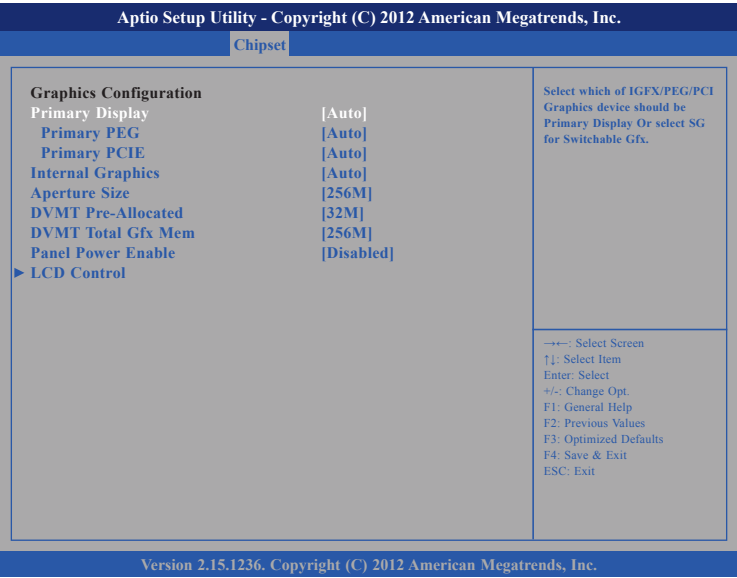 Aptio Setup Utility - Copyright (C) 2012 American Megatrends, Inc.
Chipset
Graphics Configuration
Primary Display [Auto]
Primary PEG [Auto]
Primary PCIE [Auto]
Internal Graphics [Auto]
Aperture Size [256M]
DVMT Pre-Allocated [32M]
DVMT Total Gfx Mem [256M]
Panel Power Enable [Disabled]
► LCD Control
Select which of IGFX/PEG/PCI
Graphics device should be
Primary Display Or select SG
for Switchable Gfx.
→←: Select Screen
↑↓: Select Item
Enter: Select
+/-: Change Opt.
F1: General Help
F2: Previous Values
F3: Optimized Defaults
F4: Save & Exit
ESC: Exit
Version 2.15.1236. Copyright (C) 2012 American Megatrends, Inc.